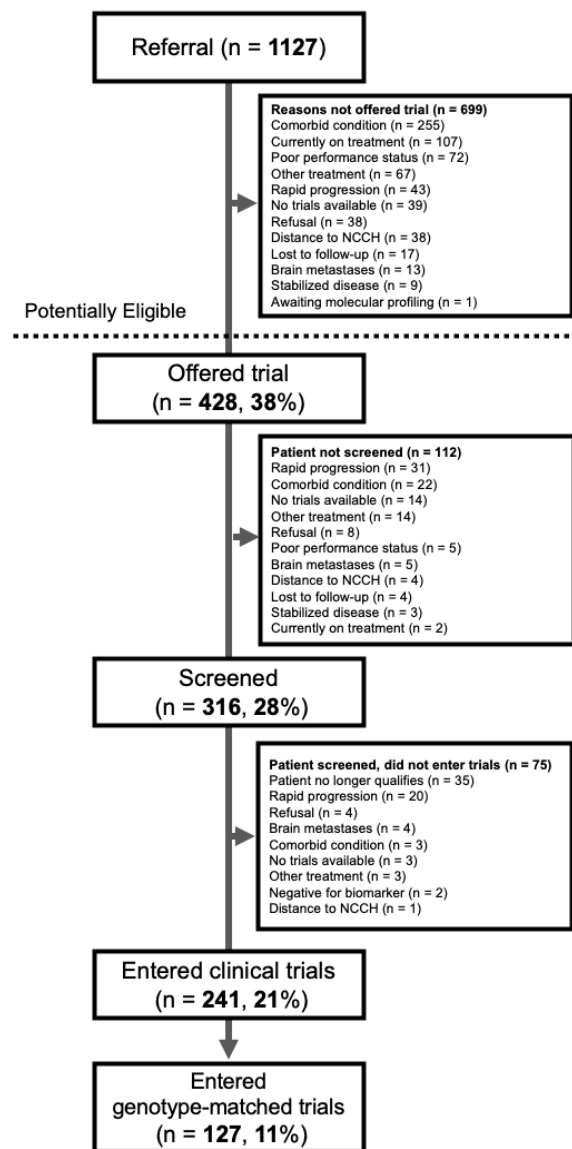 Referral (n = 1127)
Reasons not offered trial (n = 699)
Comorbid condition (n = 255)
Currently on treatment (n = 107)
Poor performance status (n = 72)
Other treatment (n = 67)
Rapid progression (n = 43)
No trials available (n = 39)
Refusal (n = 38)
Distance to NCCH (n = 38)
Lost to follow-up (n = 17)
Brain metastases (n = 13)
Stabilized disease (n = 9)
Awaiting molecular profiling (n = 1)
Potentially Eligible
Offered trial
(n = 428, 38%)
Patient not screened (n = 112)
Rapid progression (n = 31)
Comorbid condition (n = 22)
No trials available (n = 14)
Other treatment (n = 14)
Refusal (n = 8)
Poor performance status (n = 5)
Brain metastases (n = 5)
Distance to NCCH (n = 4)
Lost to follow-up (n = 4)
Stabilized disease (n = 3)
Currently on treatment (n = 2)
Screened
(n = 316, 28%)
Patient screened, did not enter trials (n = 75)
Patient no longer qualifies (n = 35)
Rapid progression (n = 20)
Refusal (n = 4)
Brain metastases (n = 4)
Comorbid condition (n = 3)
No trials available (n = 3)
Other treatment (n = 3)
Negative for biomarker (n = 2)
Distance to NCCH (n = 1)
Entered clinical trials
(n = 241, 21%)
Entered
genotype-matched trials
(n = 127, 11%)